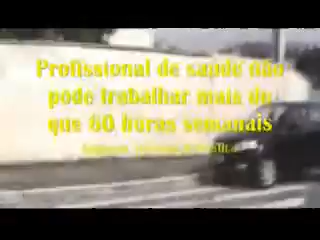 Profissional de saúde não
pode trabalhar mais do
que 60 horas semanais